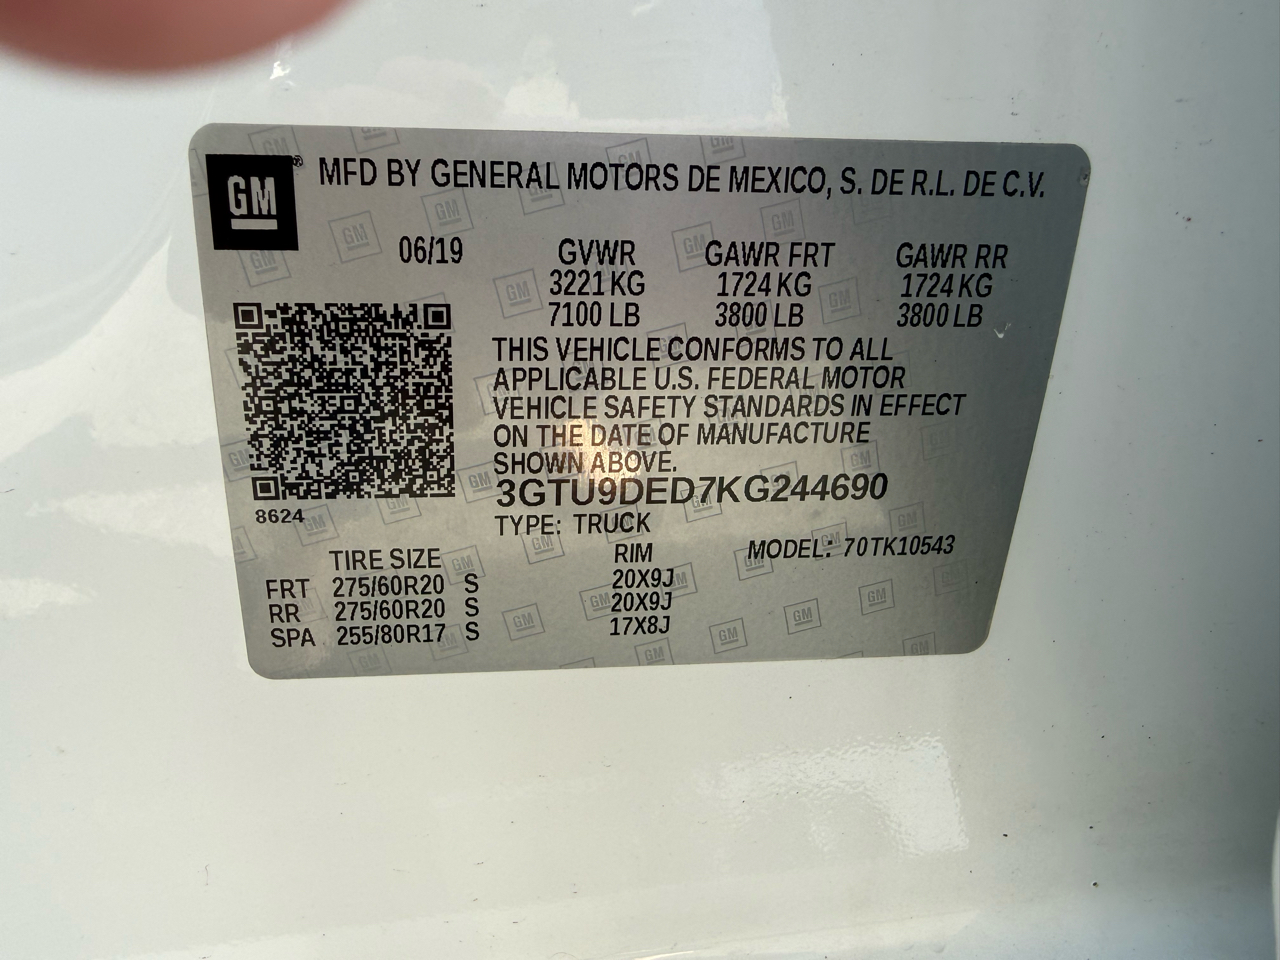 GM® MFD BY GENERAL MOTORS DE MEXICO, S. DE R.L. DE C.V.
06/19 GVWR GAWR FRT GAWR RR
3221 KG 1724 KG 1724 KG
7100 LB 3800 LB 3800 LB
THIS VEHICLE CONFORMS TO ALL
APPLICABLE U.S. FEDERAL MOTOR
VEHICLE SAFETY STANDARDS IN EFFECT
ON THE DATE OF MANUFACTURE
SHOWN ABOVE.
3GTU9DED7KG244690
8624
TYPE: TRUCK
TIRE SIZE RIM MODEL: 70TK10543
FRT 275/60R20 S 20X9J
RR 275/60R20 S 20X9J
SPA 255/80R17 S 17X8J